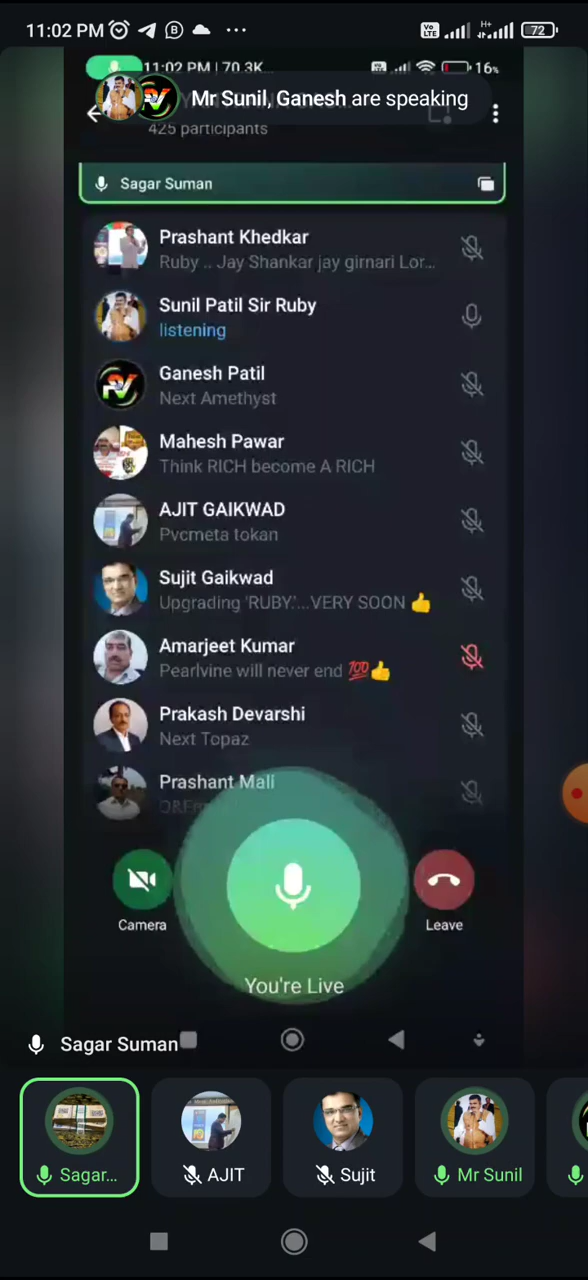 11:02 PM
Vo LTE
H+
72
11:02 PM | 70.3K...
16%
Mr Sunil, Ganesh are speaking
425 participants
Sagar Suman
Prashant Khedkar
Ruby .. Jay Shankar jay girnari Lor...
Sunil Patil Sir Ruby
listening
Ganesh Patil
Next Amethyst
Mahesh Pawar
Think RICH become A RICH
AJIT GAIKWAD
Pvcmeta tokan
Sujit Gaikwad
Upgrading 'RUBY'...VERY SOON 👍
Amarjeet Kumar
Pearlvine will never end 💯👍
Prakash Devarshi
Next Topaz
Prashant Mali
Camera
Leave
You're Live
Sagar Suman
Sagar...
AJIT
Sujit
Mr Sunil